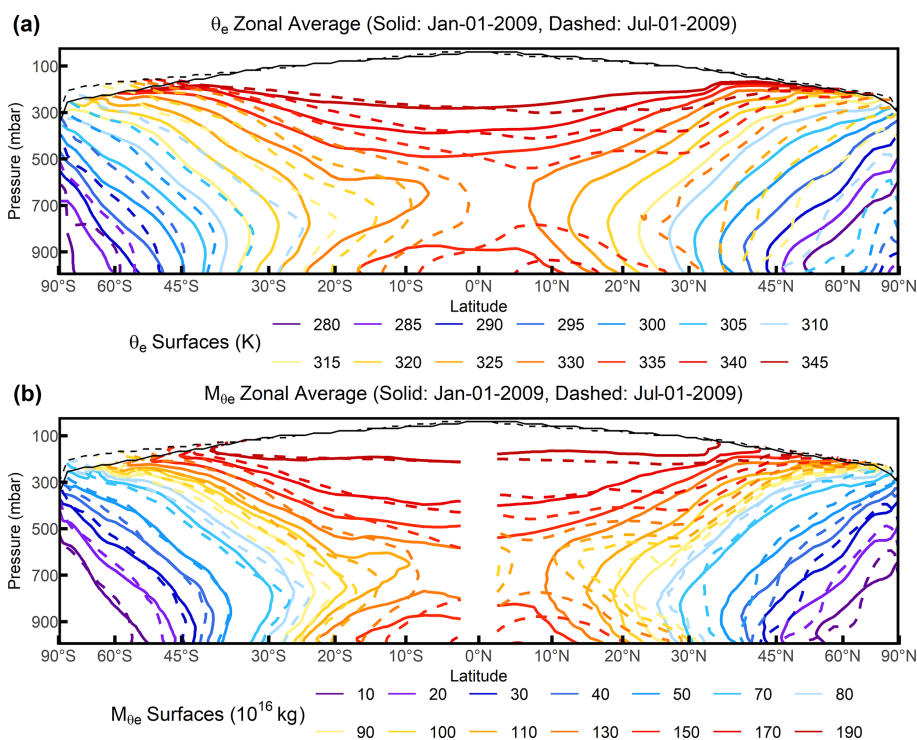 (a) θe Zonal Average (Solid: Jan-01-2009, Dashed: Jul-01-2009)
Pressure (mbar)
100
300
500
700
900
90°S 60°S 45°S 30°S 20°S 10°S 0°N 10°N 20°N 30°N 45°N 60°N 90°N
Latitude
θe Surfaces (K)
280 285 290 295 300 305 310
315 320 325 330 335 340 345
(b) Mθe Zonal Average (Solid: Jan-01-2009, Dashed: Jul-01-2009)
Pressure (mbar)
100
300
500
700
900
90°S 60°S 45°S 30°S 20°S 10°S 0°N 10°N 20°N 30°N 45°N 60°N 90°N
Latitude
Mθe Surfaces (10¹⁶ kg)
10 20 30 40 50 70 80
90 100 110 130 150 170 190